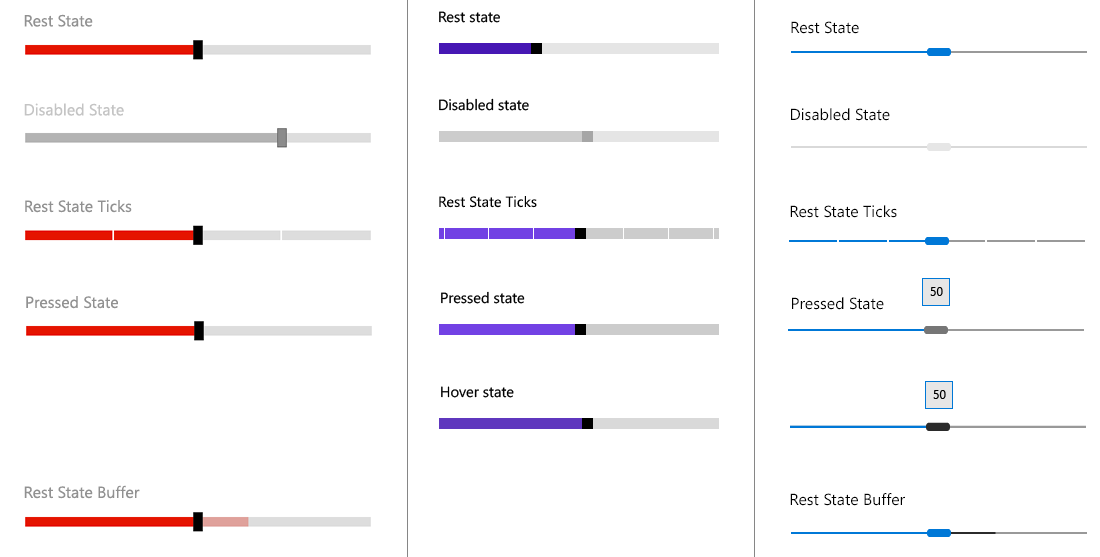 Rest State
Disabled State
Rest State Ticks
Pressed State
Rest State Buffer
Rest state
Disabled state
Rest State Ticks
Pressed state
Hover state
Rest State
Disabled State
Rest State Ticks
50
Pressed State
50
Rest State Buffer